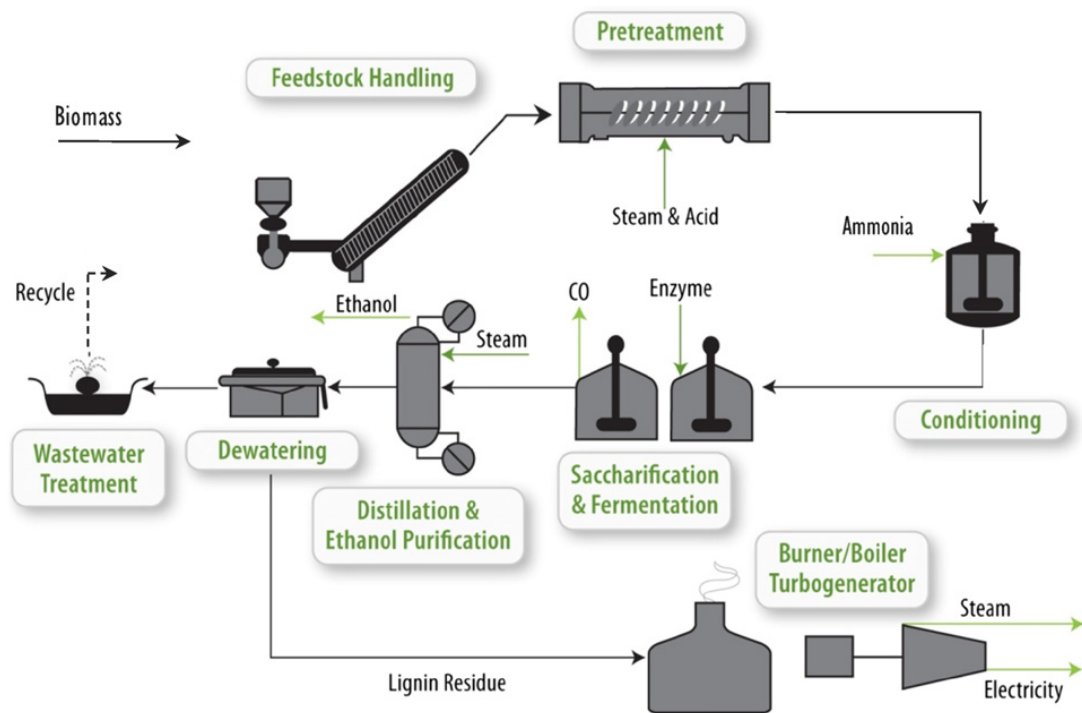 Pretreatment
Feedstock Handling
Biomass
Steam & Acid
Ammonia
Recycle
Ethanol
CO
Enzyme
Steam
Conditioning
Wastewater
Treatment
Dewatering
Saccharification
& Fermentation
Distillation &
Ethanol Purification
Burner/Boiler
Turbogenerator
Steam
Lignin Residue
Electricity